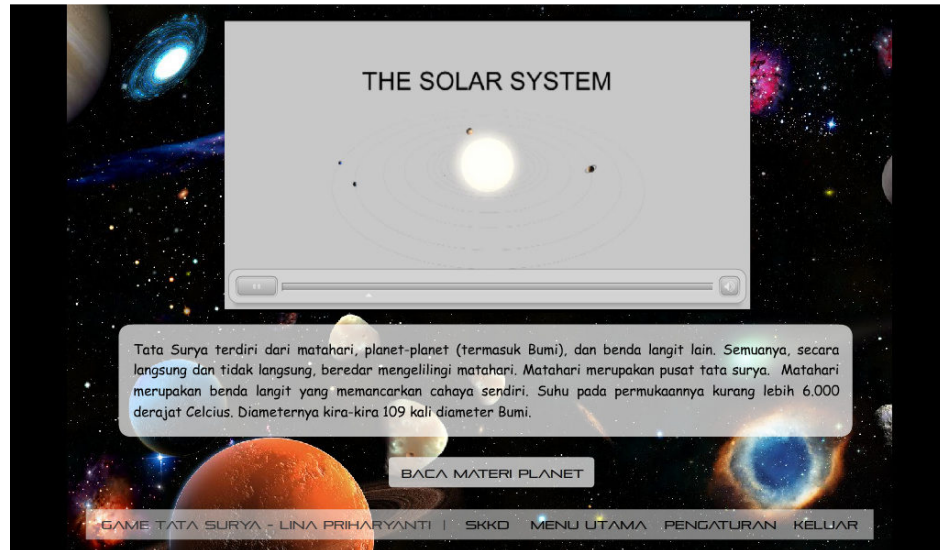 THE SOLAR SYSTEM
Tata Surya terdiri dari matahari, planet-planet (termasuk Bumi), dan benda langit lain. Semuanya, secara
langsung dan tidak langsung, beredar mengelilingi matahari. Matahari merupakan pusat tata surya. Matahari
merupakan benda langit yang memancarkan cahaya sendiri. Suhu pada permukaannya kurang lebih 6.000
derajat Celcius. Diameternya kira-kira 109 kali diameter Bumi.
BACA MATERI PLANET
GAME TATA SURYA - LINA PRIHARYANTI | SKKD MENU UTAMA PENGATURAN KELUAR